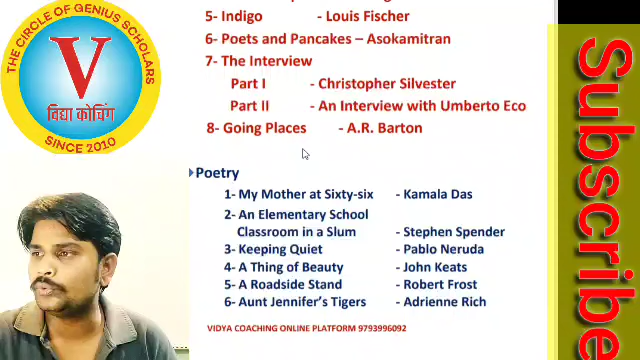 THE CIRCLE OF GENIUS SCHOLARS
V
विद्या कोचिंग
SINCE 2010
5- Indigo - Louis Fischer
6- Poets and Pancakes – Asokamitran
7- The Interview
Part I - Christopher Silvester
Part II - An Interview with Umberto Eco
8- Going Places - A.R. Barton
Poetry
1- My Mother at Sixty-six - Kamala Das
2- An Elementary School
Classroom in a Slum - Stephen Spender
3- Keeping Quiet - Pablo Neruda
4- A Thing of Beauty - John Keats
5- A Roadside Stand - Robert Frost
6- Aunt Jennifer's Tigers - Adrienne Rich
VIDYA COACHING ONLINE PLATFORM 9793996092
Subscribe